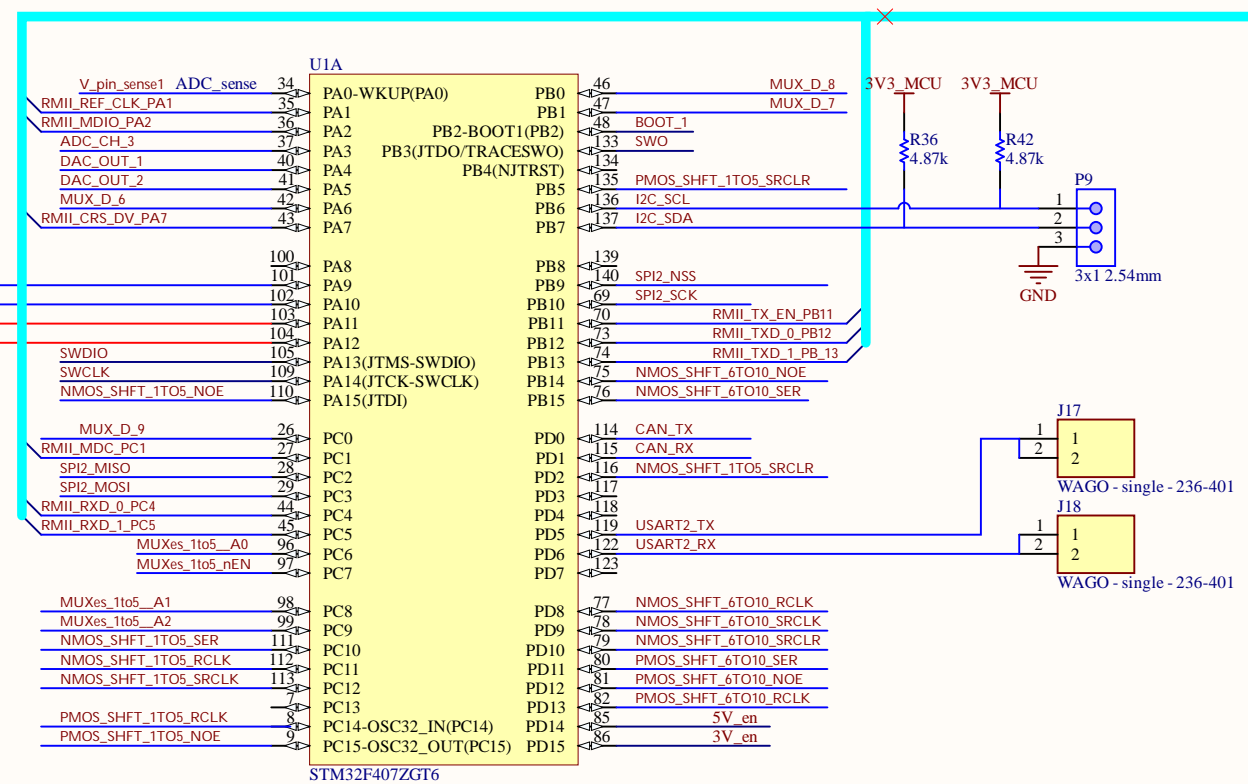 U1A
V_pin_sense1 ADC_sense 34 PA0-WKUP(PA0) PB0 46 MUX_D_8
RMII_REF_CLK_PA1 35 PA1 PB1 47 MUX_D_7
RMII_MDIO_PA2 36 PA2 PB2-BOOT1(PB2) 48 BOOT_1
ADC_CH_3 37 PA3 PB3(JTDO/TRACESWO) 133 SWO
DAC_OUT_1 40 PA4 PB4(NJTRST) 134
DAC_OUT_2 41 PA5 PB5 135 PMOS_SHFT_1TO5_SRCLR
MUX_D_6 42 PA6 PB6 136 I2C_SCL
RMII_CRS_DV_PA7 43 PA7 PB7 137 I2C_SDA
100 PA8 PB8 139
101 PA9 PB9 140 SPI2_NSS
102 PA10 PB10 69 SPI2_SCK
103 PA11 PB11 70 RMII_TX_EN_PB11
104 PA12 PB12 73 RMII_TXD_0_PB12
SWDIO 105 PA13(JTMS-SWDIO) PB13 74 RMII_TXD_1_PB_13
SWCLK 109 PA14(JTCK-SWCLK) PB14 75 NMOS_SHFT_6TO10_NOE
NMOS_SHFT_1TO5_NOE 110 PA15(JTDI) PB15 76 NMOS_SHFT_6TO10_SER
MUX_D_9 26 PC0 PD0 114 CAN_TX
RMII_MDC_PC1 27 PC1 PD1 115 CAN_RX
SPI2_MISO 28 PC2 PD2 116 NMOS_SHFT_1TO5_SRCLR
SPI2_MOSI 29 PC3 PD3 117
RMII_RXD_0_PC4 44 PC4 PD4 118
RMII_RXD_1_PC5 45 PC5 PD5 119 USART2_TX
MUXes_1to5__A0 96 PC6 PD6 122 USART2_RX
MUXes_1to5_nEN 97 PC7 PD7 123
MUXes_1to5__A1 98 PC8 PD8 77 NMOS_SHFT_6TO10_RCLK
MUXes_1to5__A2 99 PC9 PD9 78 NMOS_SHFT_6TO10_SRCLK
NMOS_SHFT_1TO5_SER 111 PC10 PD10 79 NMOS_SHFT_6TO10_SRCLR
NMOS_SHFT_1TO5_RCLK 112 PC11 PD11 80 PMOS_SHFT_6TO10_SER
NMOS_SHFT_1TO5_SRCLK 113 PC12 PD12 81 PMOS_SHFT_6TO10_NOE
7 PC13 PD13 82 PMOS_SHFT_6TO10_RCLK
PMOS_SHFT_1TO5_RCLK 8 PC14-OSC32_IN(PC14) PD14 85 5V_en
PMOS_SHFT_1TO5_NOE 9 PC15-OSC32_OUT(PC15) PD15 86 3V_en
STM32F407ZGT6
3V3_MCU 3V3_MCU
R36 R42
4.87k 4.87k
P9
1
2
3
3x1 2.54mm
GND
J17
1 1
2 2
WAGO - single - 236-401
J18
1 1
2 2
WAGO - single - 236-401